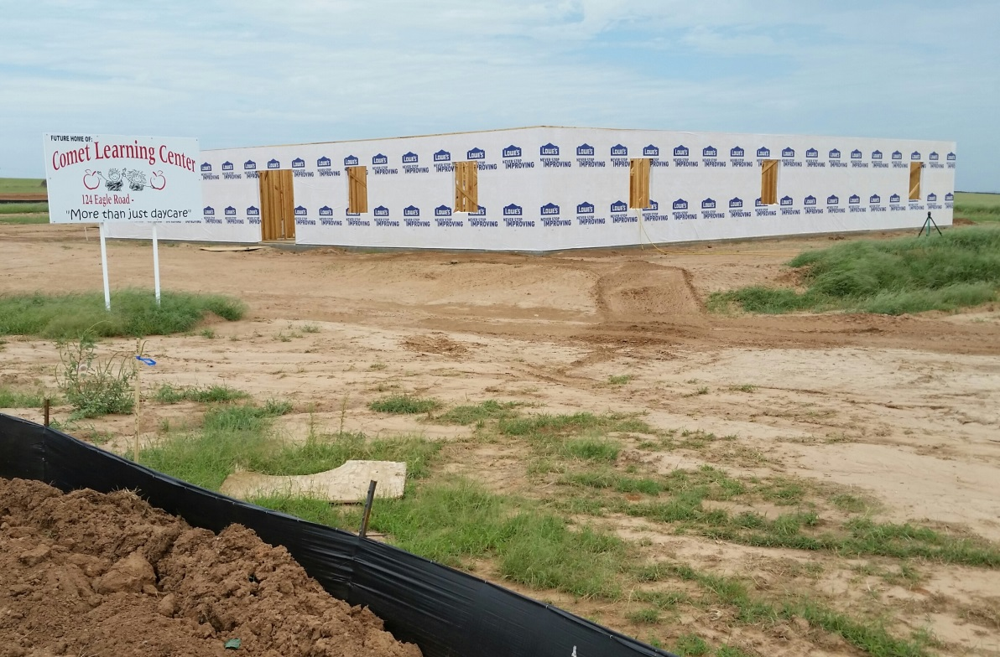 FUTURE HOME OF:
Comet Learning Center
124 Eagle Road -
"More than just daycare"
LOWE'S
NEVER STOP
IMPROVING